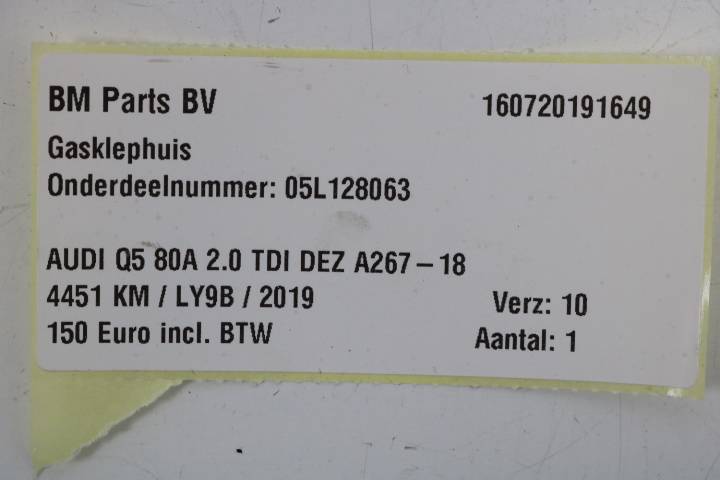 BM Parts BV 160720191649
Gasklephuis
Onderdeelnummer: 05L128063
AUDI Q5 80A 2.0 TDI DEZ A267-18
4451 KM / LY9B / 2019 Verz: 10
150 Euro incl. BTW Aantal: 1